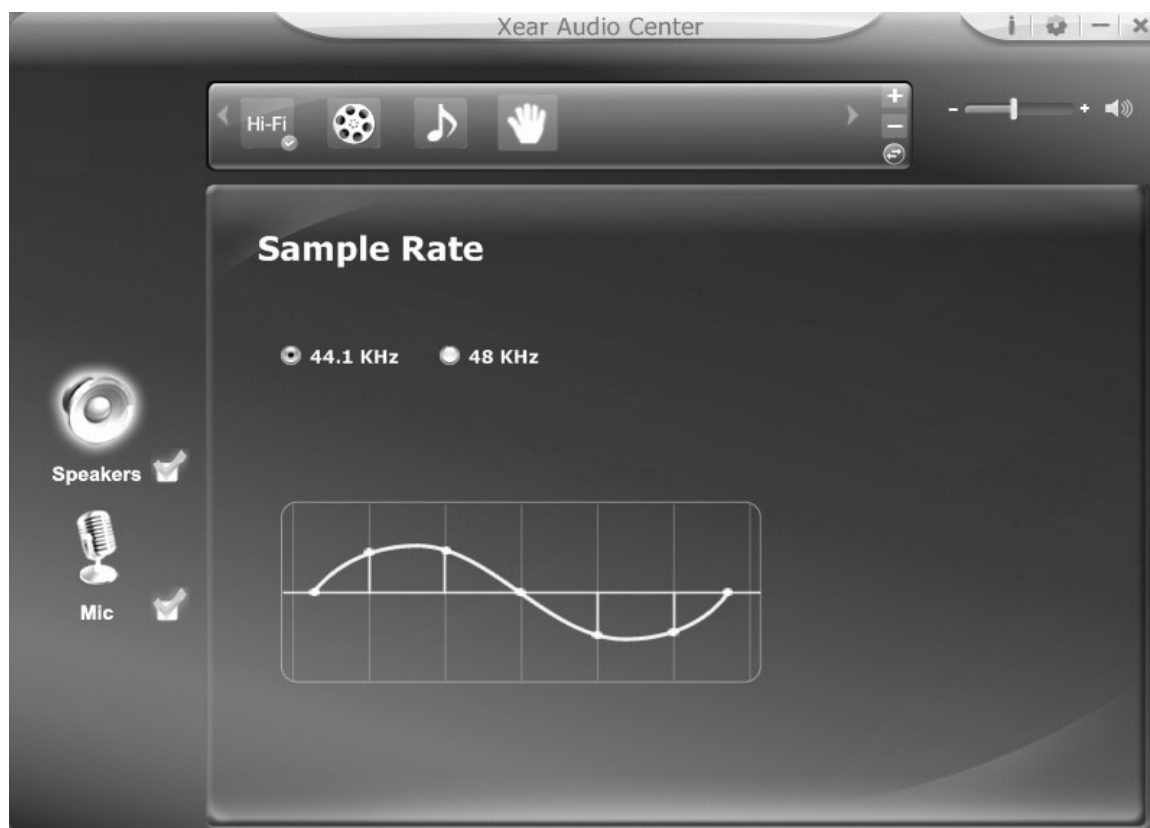 Xear Audio Center
Hi-Fi
Sample Rate
44.1 KHz 48 KHz
Speakers
Mic